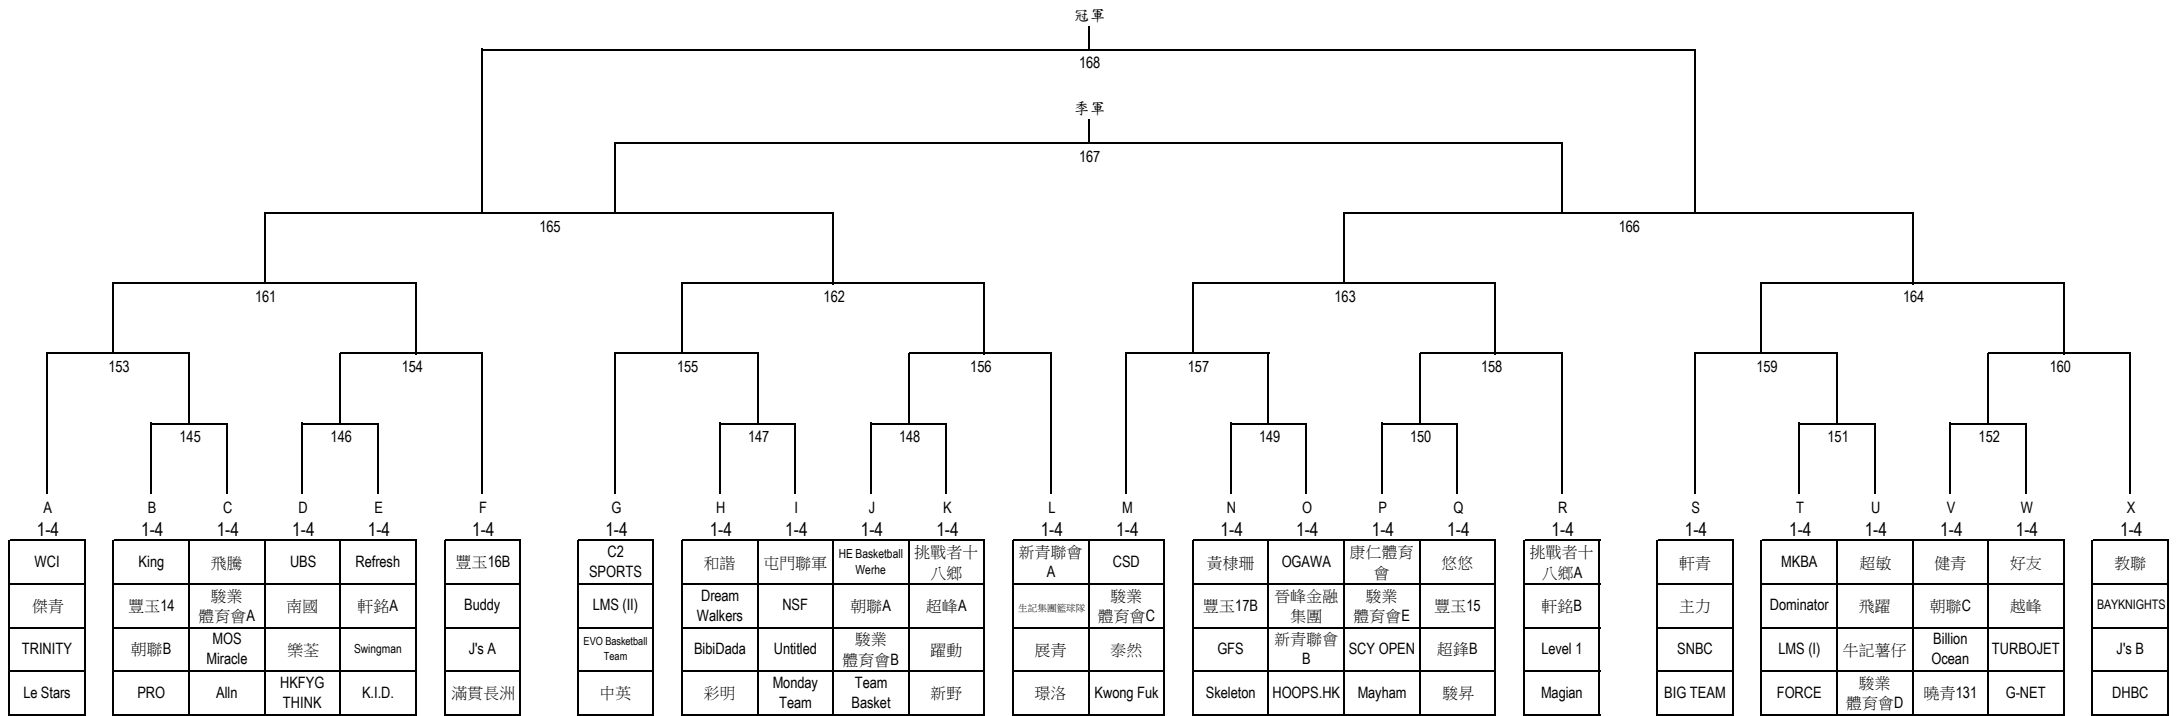 冠軍
168
季軍
167
165
166
161
162
163
164
153
154
155
156
157
158
159
160
145
146
147
148
149
150
151
152
A B C D E F G H I J K L M N O P Q R S T U V W X
1-4 1-4 1-4 1-4 1-4 1-4 1-4 1-4 1-4 1-4 1-4 1-4 1-4 1-4 1-4 1-4 1-4 1-4 1-4 1-4 1-4 1-4 1-4 1-4
WCI
傑青
TRINITY
Le Stars
King
豐玉14
朝聯B
PRO
飛騰
駿業
體育會A
MOS
Miracle
AlIn
UBS
南國
樂荃
HKFYG
THINK
Refresh
軒銘A
Swingman
K.I.D.
豐玉16B
Buddy
J's A
滿貫長洲
C2
SPORTS
LMS (II)
EVO Basketball
Team
中英
和諧
Dream
Walkers
BibiDada
彩明
屯門聯軍
NSF
Untitled
Monday
Team
HE Basketball
Werhe
朝聯A
駿業
體育會B
Team
Basket
挑戰者十
八鄉
超峰A
躍動
新野
新青聯會
A
生記集團籃球隊
展青
璟洛
CSD
駿業
體育會C
泰然
Kwong Fuk
黃棣珊
豐玉17B
GFS
Skeleton
OGAWA
晉峰金融
集團
新青聯會
B
HOOPS.HK
康仁體育
會
駿業
體育會E
SCY OPEN
Mayham
悠悠
豐玉15
超鋒B
駿昇
挑戰者十
八鄉A
軒銘B
Level 1
Magian
軒青
主力
SNBC
BIG TEAM
MKBA
Dominator
LMS (I)
FORCE
超敏
飛躍
牛記薯仔
駿業
體育會D
健青
朝聯C
Billion
Ocean
曉青131
好友
越峰
TURBOJET
G-NET
教聯
BAYKNIGHTS
J's B
DHBC